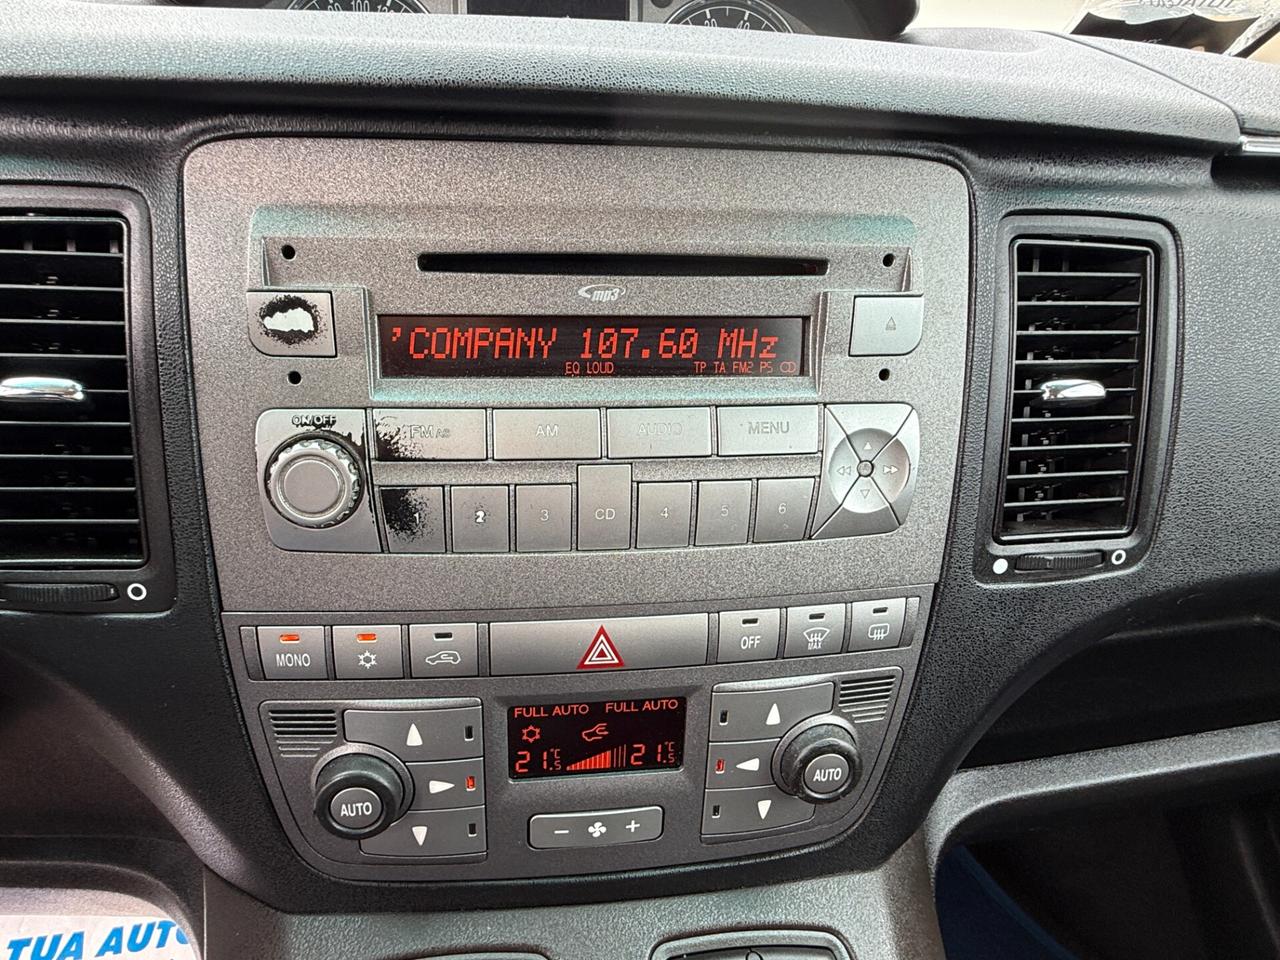 mp3
'COMPANY 107.60 MHz
EQ LOUD TP TA FM2 PS CD
ON/OFF
FM AS AM AUDIO MENU
1 2 3 CD 4 5 6
MONO OFF MAX
FULL AUTO FULL AUTO
21.5°C 21.5°C
AUTO AUTO
− +
TUA AUTO